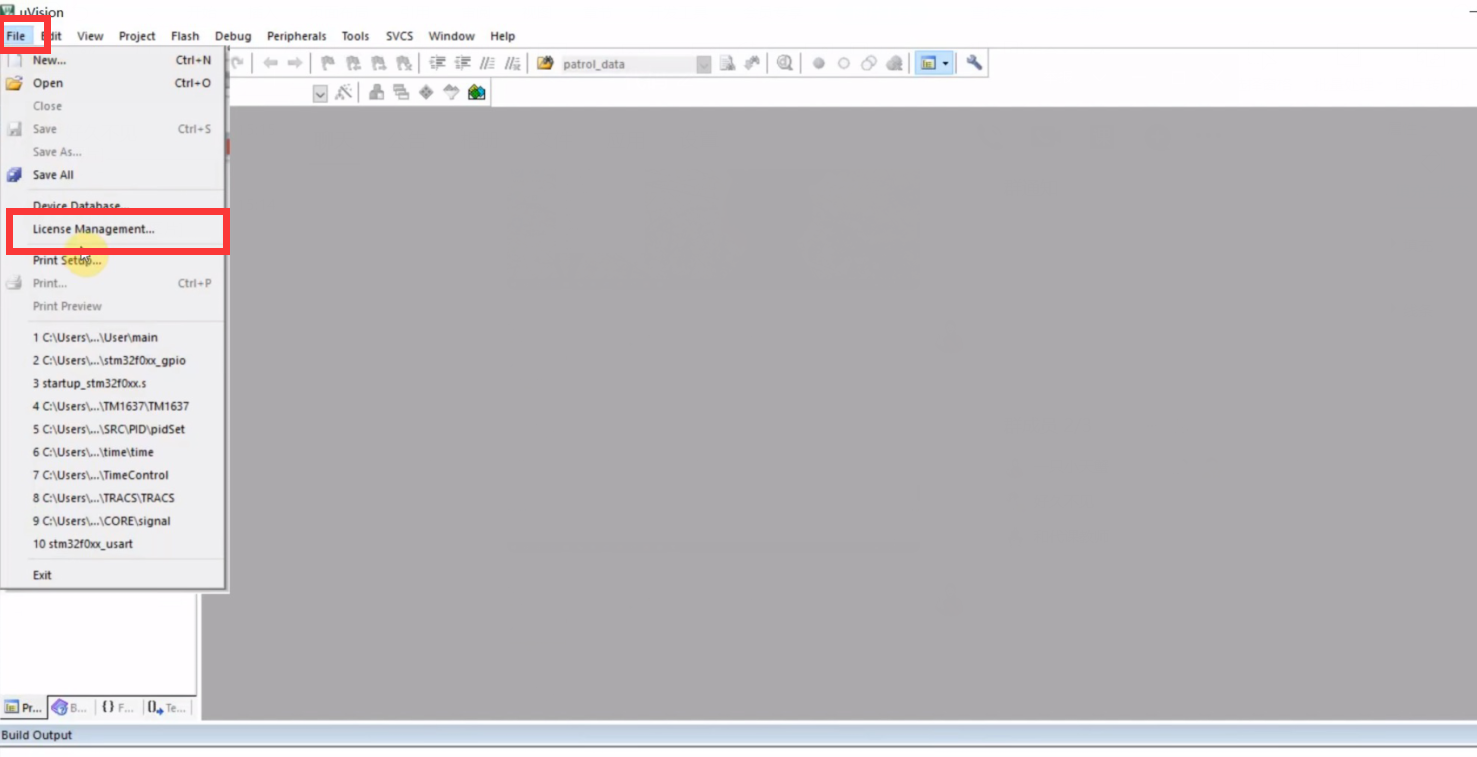 uVision
File Edit View Project Flash Debug Peripherals Tools SVCS Window Help
New... Ctrl+N
patrol_data
Open Ctrl+O
Close
Save Ctrl+S
Save As...
Save All
Device Database...
License Management...
Print Setup...
Print... Ctrl+P
Print Preview
1 C:\Users\...\User\main
2 C:\Users\...\stm32f0xx_gpio
3 startup_stm32f0xx.s
4 C:\Users\...\TM1637\TM1637
5 C:\Users\...\SRC\PID\pidSet
6 C:\Users\...\time\time
7 C:\Users\...\TimeControl
8 C:\Users\...\TRACS\TRACS
9 C:\Users\...\CORE\signal
10 stm32f0xx_usart
Exit
Pr... B... {} F... 0 Te...
Build Output